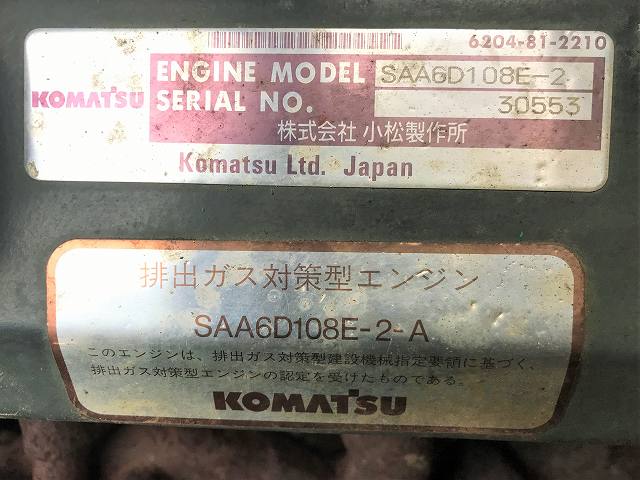 6204-81-2210
ENGINE MODEL SAA6D108E-2
KOMATSU SERIAL NO. 30553
株式会社 小松製作所
Komatsu Ltd. Japan
排出ガス対策型エンジン
SAA6D108E-2-A
このエンジンは、排出ガス対策型建設機械指定要領に基づく、
排出ガス対策型エンジンの認定を受けたものである。
KOMATSU